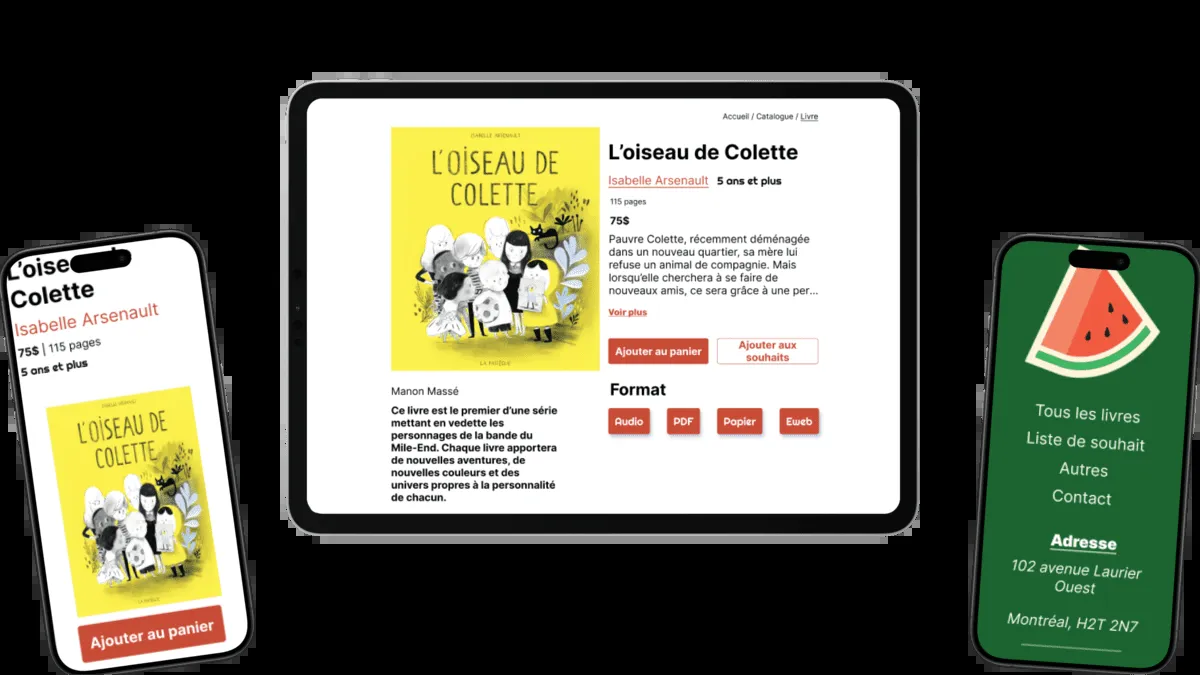 L'oise
Colette
Isabelle Arsenault
75$ | 115 pages
5 ans et plus
L'OISEAU DE
COLETTE
LA PASTÈQUE
Ajouter au panier
Accueil / Catalogue / Livre
ISABELLE ARSENAULT
L'OISEAU DE
COLETTE
LA PASTÈQUE
L'oiseau de Colette
Isabelle Arsenault 5 ans et plus
115 pages
75$
Pauvre Colette, récemment déménagée
dans un nouveau quartier, sa mère lui
refuse un animal de compagnie. Mais
lorsqu'elle cherchera à se faire de
nouveaux amis, ce sera grâce à une per...
Voir plus
Ajouter au panier
Ajouter aux
souhaits
Format
Audio PDF Papier Eweb
Manon Massé
Ce livre est le premier d'une série
mettant en vedette les
personnages de la bande du
Mile-End. Chaque livre apportera
de nouvelles aventures, de
nouvelles couleurs et des
univers propres à la personnalité
de chacun.
Tous les livres
Liste de souhait
Autres
Contact
Adresse
102 avenue Laurier
Ouest
Montréal, H2T 2N7